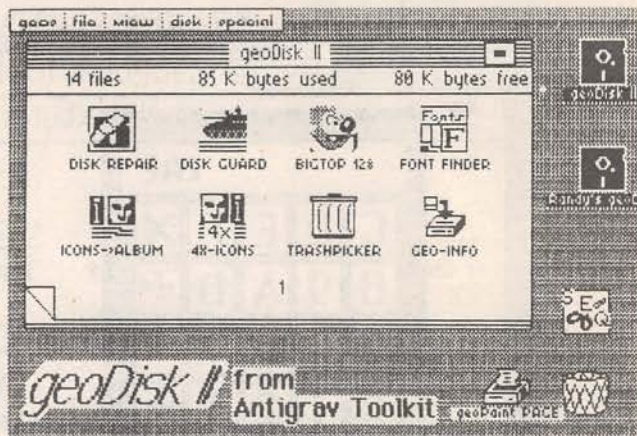 geos file view disk special
geoDisk II
14 files 85 K bytes used 80 K bytes free
geoDisk II
Fonts
F
DISK REPAIR DISK GUARD BIGTOP 128 FONT FINDER
Randy's
4X
ICONS->ALBUM 4X-ICONS TRASHPICKER GEO-INFO
1
geoDisk II from
Antigrav Toolkit
geoPaint PAGE